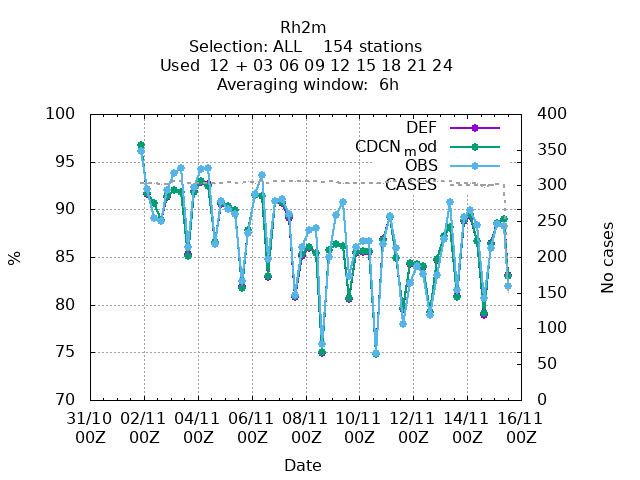 Rh2m
Selection: ALL    154 stations
Used  12 + 03 06 09 12 15 18 21 24
Averaging window:  6h
100 400
DEF
CDCN_mod
95 350
OBS
CASES
90 300
250
85 200
% No cases
80 150
100
75 50
70 0
31/10 02/11 04/11 06/11 08/11 10/11 12/11 14/11 16/11
00Z 00Z 00Z 00Z 00Z 00Z 00Z 00Z 00Z
Date